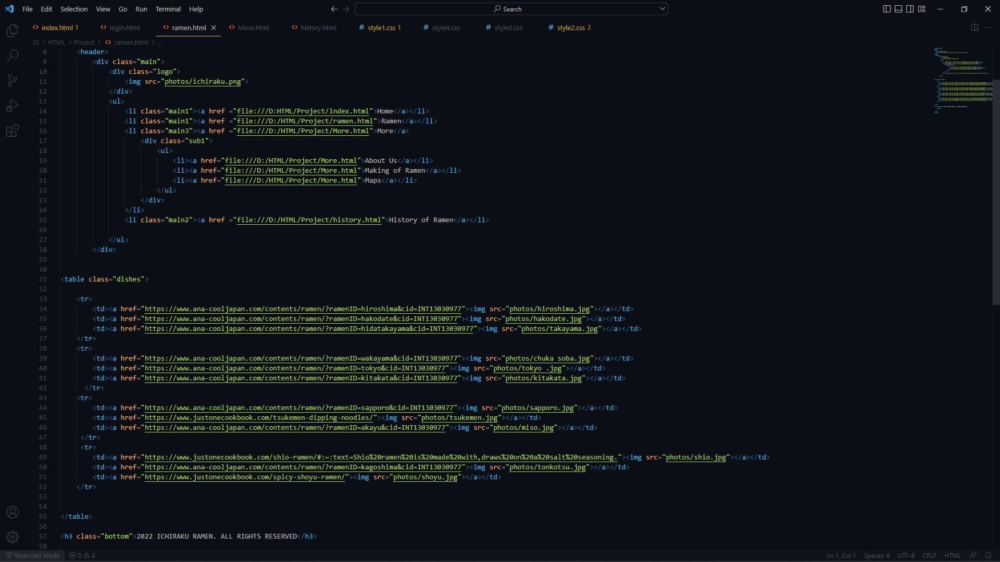 File Edit Selection View Go Run Terminal Help
Search
index.html 1 login.html ramen.html More.html history.html style1.css 1 style4.css style3.css style2.css 2
D: > HTML > Project > ramen.html > ...
8 <header>
9 <div class="main">
10 <div class="logo">
11 <img src="photos/ichiraku.png">
12 </div>
13 <ul>
14 <li class="main1"><a href ="file:///D:HTML/Project/index.html">Home</a></li>
15 <li class="main1"><a href ="file:///D:/HTML/Project/ramen.html">Ramen</a></li>
16 <li class="main3"><a href ="file:///D:/HTML/Project/More.html">More</a>
17 <div class="sub1">
18 <ul>
19 <li><a href="file:///D:/HTML/Project/More.html">About Us</a></li>
20 <li><a href="file:///D:/HTML/Project/More.html">Making of Ramen</a></li>
21 <li><a href="file:///D:/HTML/Project/More.html">Maps</a></li>
22 </ul>
23 </div>
24 </li>
25 <li class="main2"><a href ="file:///D:/HTML/Project/history.html">History of Ramen</a></li>
26
27 </ul>
28 </div>
29
30
31 <table class="dishes">
32
33 <tr>
34 <td><a href="https://www.ana-cooljapan.com/contents/ramen/?ramenID=hiroshima&cid=INT13030977"><img src="photos/hiroshima.jpg"></a></td>
35 <td><a href="https://www.ana-cooljapan.com/contents/ramen/?ramenID=hakodate&cid=INT13030977"><img src="photos/hakodate.jpg"></a></td>
36 <td><a href="https://www.ana-cooljapan.com/contents/ramen/?ramenID=hidatakayama&cid=INT13030977"><img src="photos/takayama.jpg"></a></td>
37 </tr>
38 <tr>
39 <td><a href="https://www.ana-cooljapan.com/contents/ramen/?ramenID=wakayama&cid=INT13030977"><img src="photos/chuka soba.jpg"></a></td>
40 <td><a href="https://www.ana-cooljapan.com/contents/ramen/?ramenID=tokyo&cid=INT13030977"><img src="photos/tokyo .jpg"></a></td>
41 <td><a href="https://www.ana-cooljapan.com/contents/ramen/?ramenID=kitakata&cid=INT13030977"><img src="photos/kitakata.jpg"></a></td>
42 </tr>
43 <tr>
44 <td><a href="https://www.ana-cooljapan.com/contents/ramen/?ramenID=sapporo&cid=INT13030977"><img src="photos/sapporo.jpg"></a></td>
45 <td><a href="https://www.justonecookbook.com/tsukemen-dipping-noodles/"><img src="photos/tsukemen.jpg"></a></td>
46 <td><a href="https://www.ana-cooljapan.com/contents/ramen/?ramenID=akayu&cid=INT13030977"><img src="photos/miso.jpg"></a></td>
47 </tr>
48 <tr>
49 <td><a href="https://www.justonecookbook.com/shio-ramen/#:~:text=Shio%20ramen%20is%20made%20with,draws%20on%20a%20salt%20seasoning."><img src="photos/shio.jpg"></a></td>
50 <td><a href="https://www.ana-cooljapan.com/contents/ramen/?ramenID=kagoshima&cid=INT13030977"><img src="photos/tonkotsu.jpg"></a></td>
51 <td><a href="https://www.justonecookbook.com/spicy-shoyu-ramen/"><img src="photos/shoyu.jpg"></a></td>
52 </tr>
53
54
55 </table>
56
57 <h3 class="bottom">2022 ICHIRAKU RAMEN. ALL RIGHTS RESERVED</h3>
58
Restricted Mode 0 4 Ln 1, Col 1 Spaces: 4 UTF-8 CRLF HTML